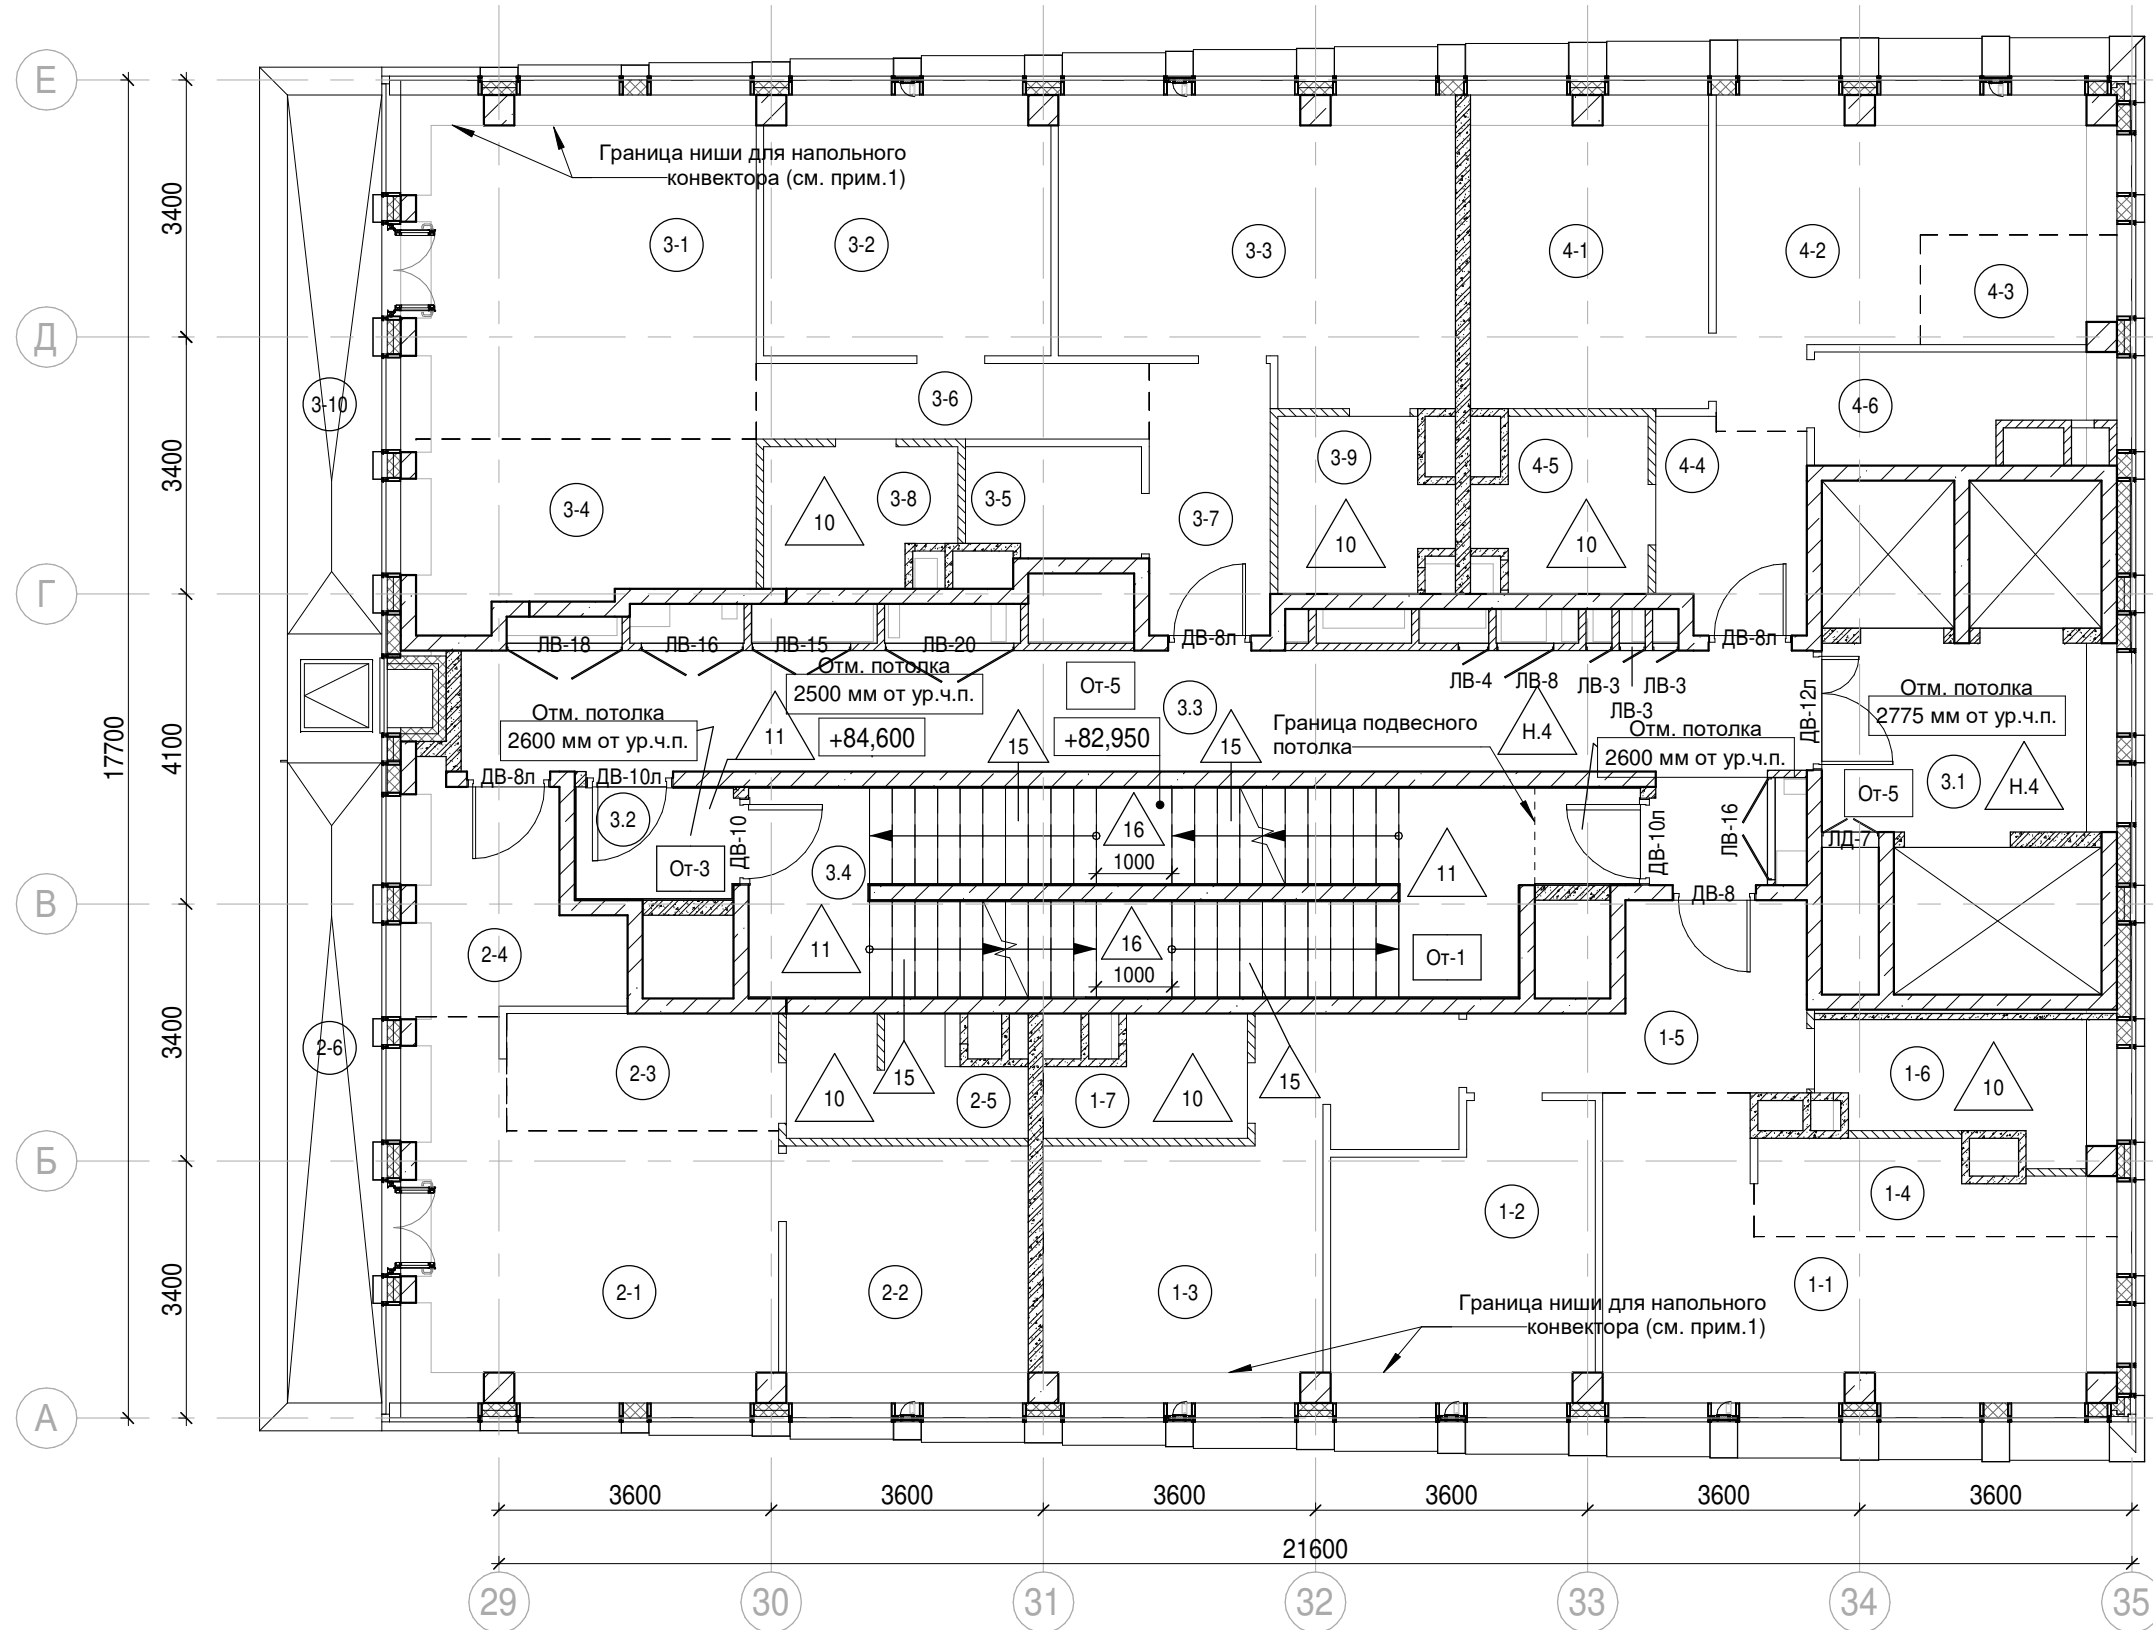 Е
Граница ниши для напольного
конвектора (см. прим.1)
3400
3-1
3-2
3-3
4-1
4-2
4-3
Д
3-10
3-6
4-6
3400
3-9
4-5
4-4
3-4
3-8
3-5
10
3-7
10
10
Г
ЛВ-18
ЛВ-16
ЛВ-15
ЛВ-20
ДВ-8л
ДВ-8л
Отм. потолка
2500 мм от ур.ч.п.
От-5
3.3
ЛВ-4
ЛВ-8
ЛВ-3
ЛВ-3
ЛВ-3
Отм. потолка
2775 мм от ур.ч.п.
ДВ-12л
Отм. потолка
2600 мм от ур.ч.п.
11
+84,600
15
+82,950
15
Граница подвесного
потолка
Н.4
Отм. потолка
2600 мм от ур.ч.п.
17700
4100
ДВ-8л
ДВ-10л
3.1
Н.4
От-5
3.2
ДВ-10
16
1000
ДВ-10л
ЛВ-16
ЛД-7
От-3
3.4
11
ДВ-8
В
11
16
1000
От-1
2-4
3400
2-6
2-3
10
15
2-5
1-7
10
15
1-5
1-6
10
Б
1-4
1-2
3400
2-1
2-2
1-3
1-1
Граница ниши для напольного
конвектора (см. прим.1)
А
3600
3600
3600
3600
3600
3600
21600
29
30
31
32
33
34
35